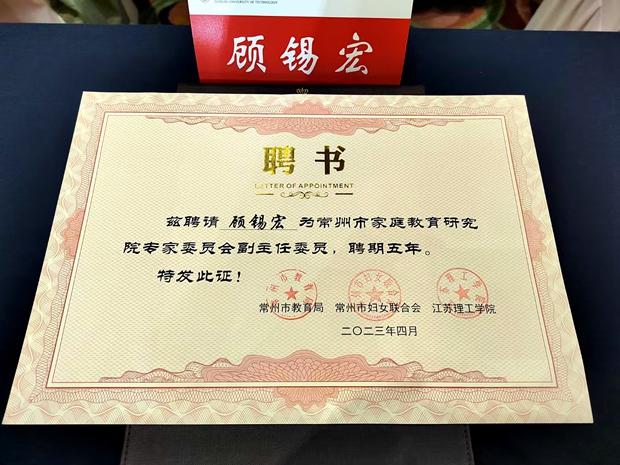 UNIVERSITY OF TECHNOLOGY
顾锡宏
聘书
LETTER OF APPOINTMENT
兹聘请 顾锡宏 为常州市家庭教育研究
院专家委员会副主任委员，聘期五年。
特发此证！
常州市教育局 常州市妇女联合会 江苏理工学院
二〇二三年四月